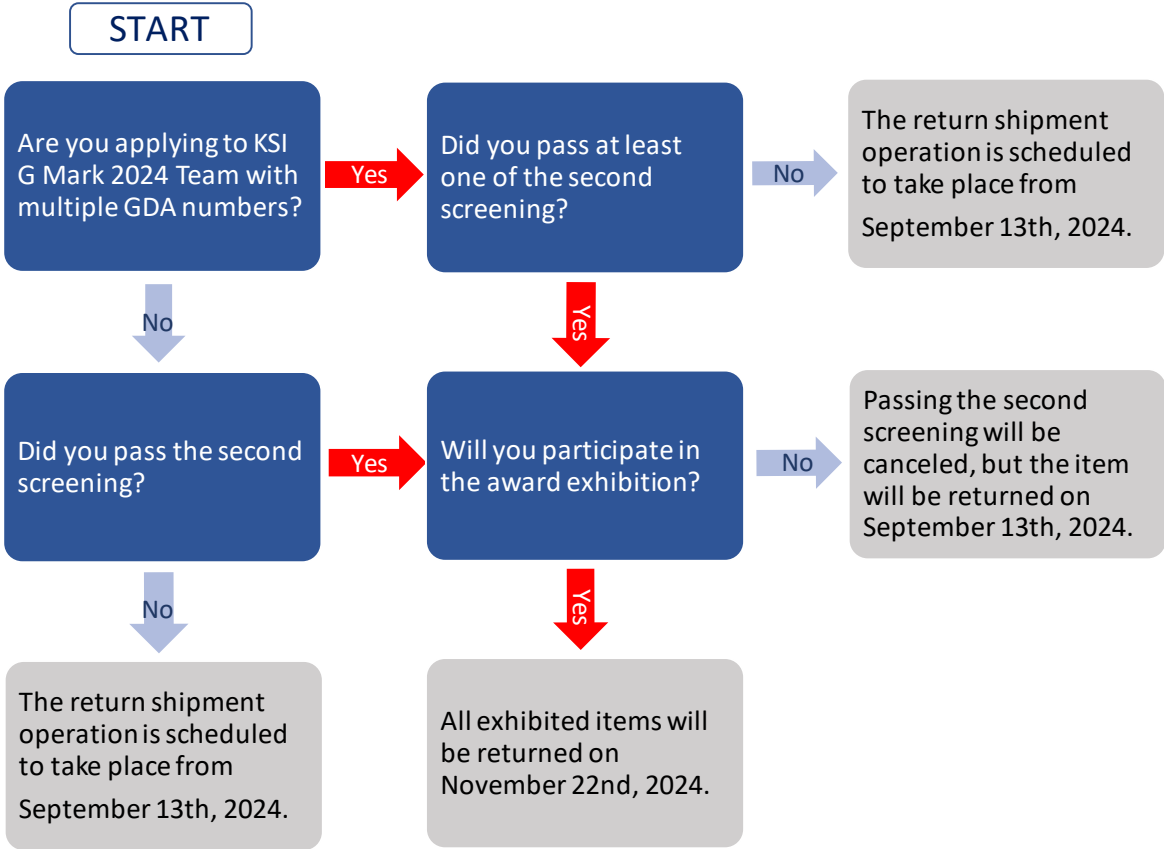 START
Are you applying to KSI
G Mark 2024 Team with
multiple GDA numbers?
Yes
Did you pass at least
one of the second
screening?
No
The return shipment
operation is scheduled
to take place from
September 13th, 2024.
No
Yes
Did you pass the second
screening?
Yes
Will you participate in
the award exhibition?
No
Passing the second
screening will be
canceled, but the item
will be returned on
September 13th, 2024.
No
Yes
The return shipment
operation is scheduled
to take place from
September 13th, 2024.
All exhibited items will
be returned on
November 22nd, 2024.